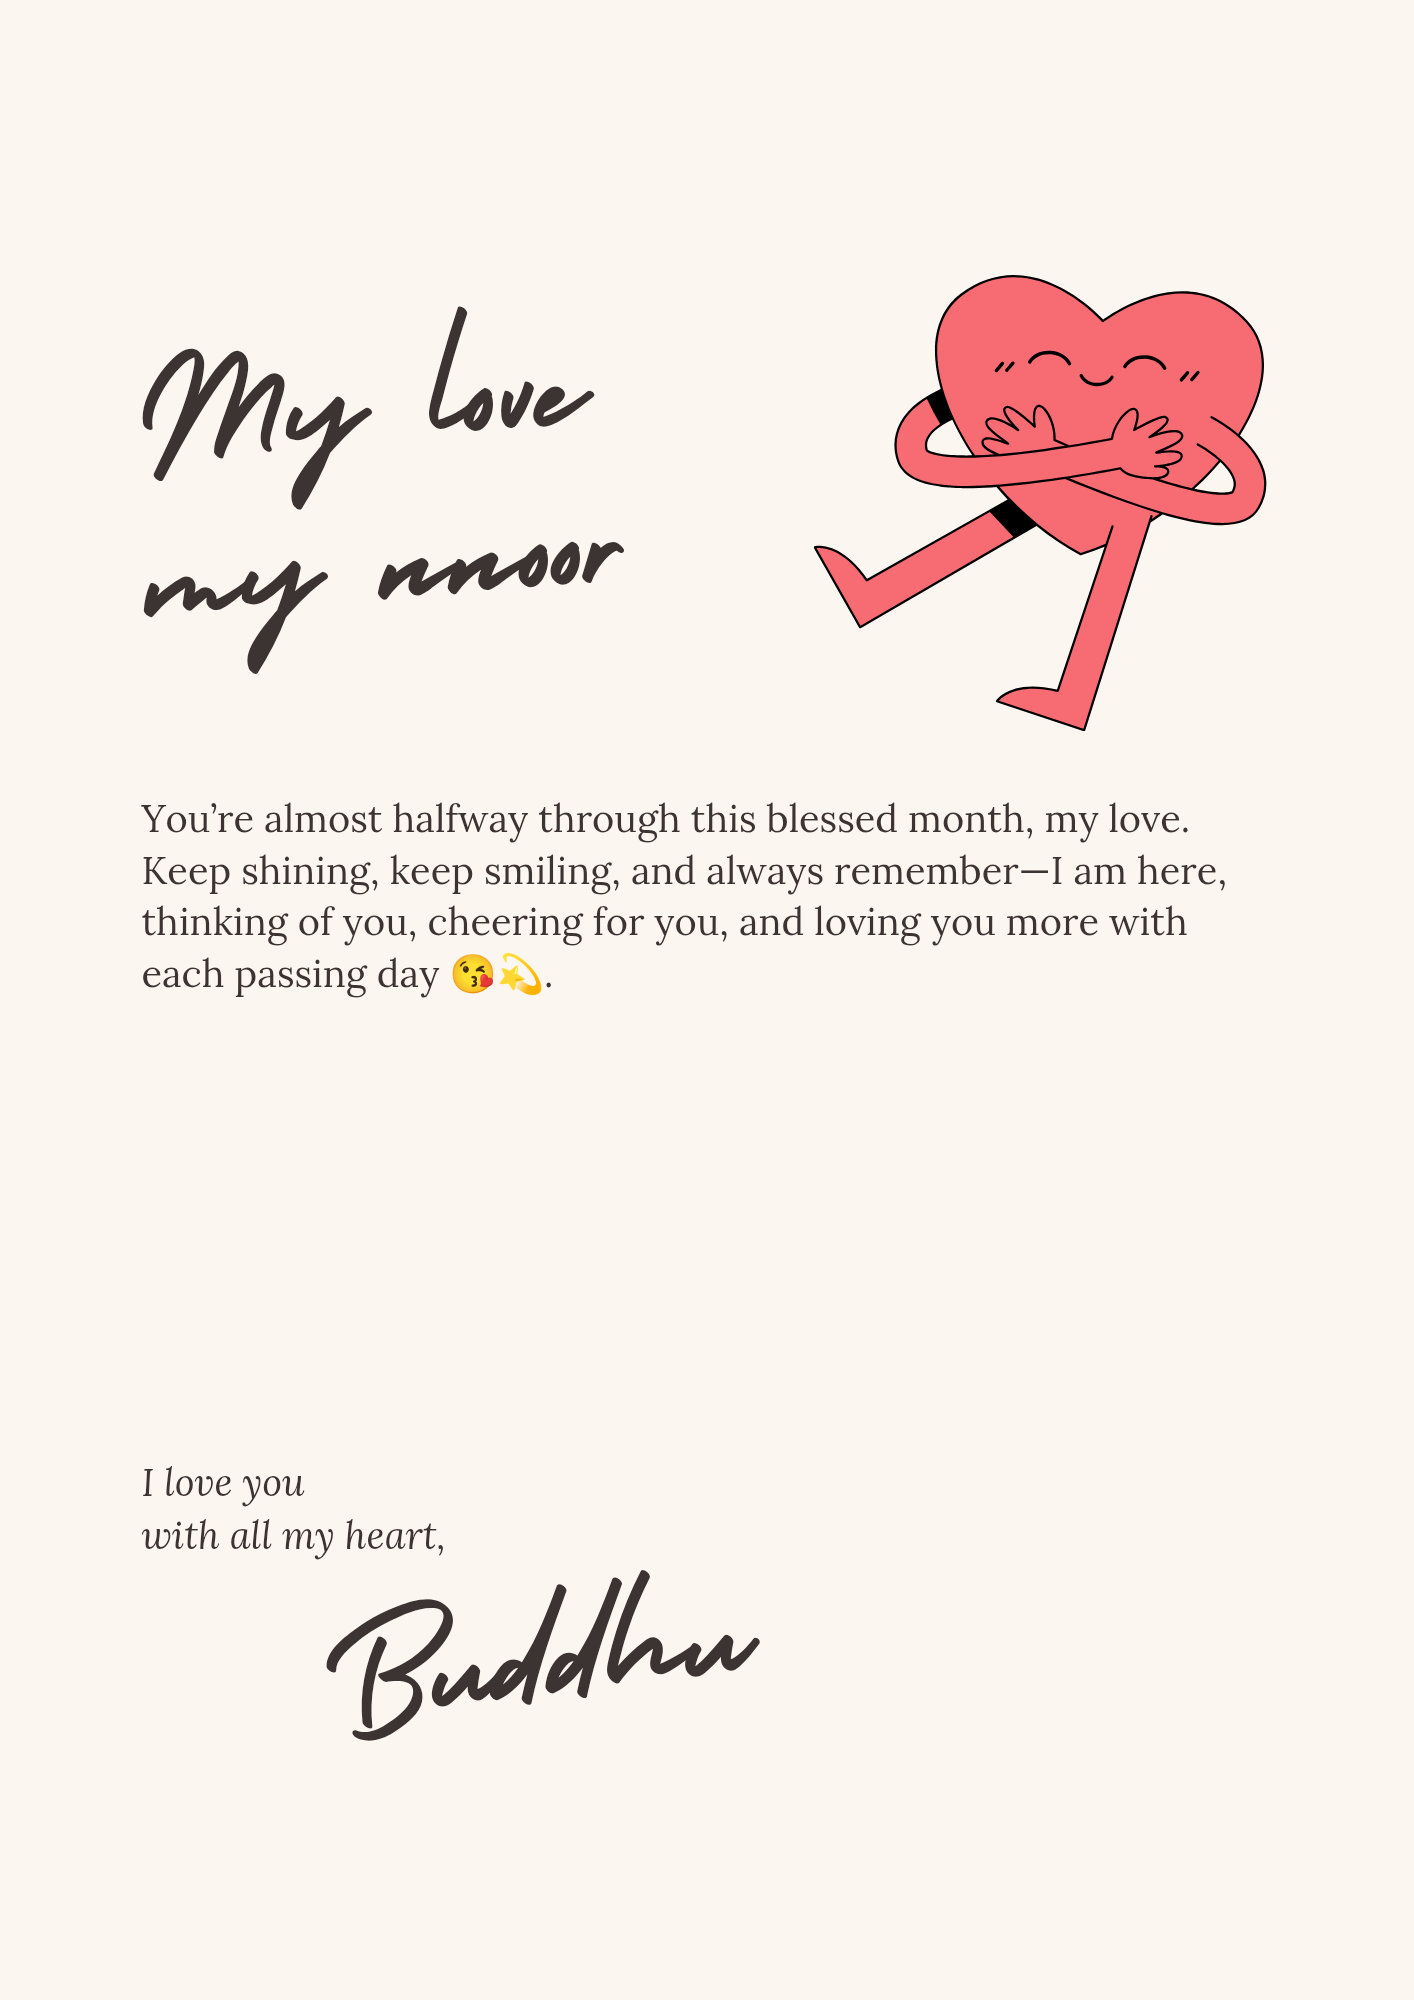 My love
my nnoor
You’re almost halfway through this blessed month, my love.
Keep shining, keep smiling, and always remember—I am here,
thinking of you, cheering for you, and loving you more with
each passing day 😘💫.
I love you
with all my heart,
Buddhu